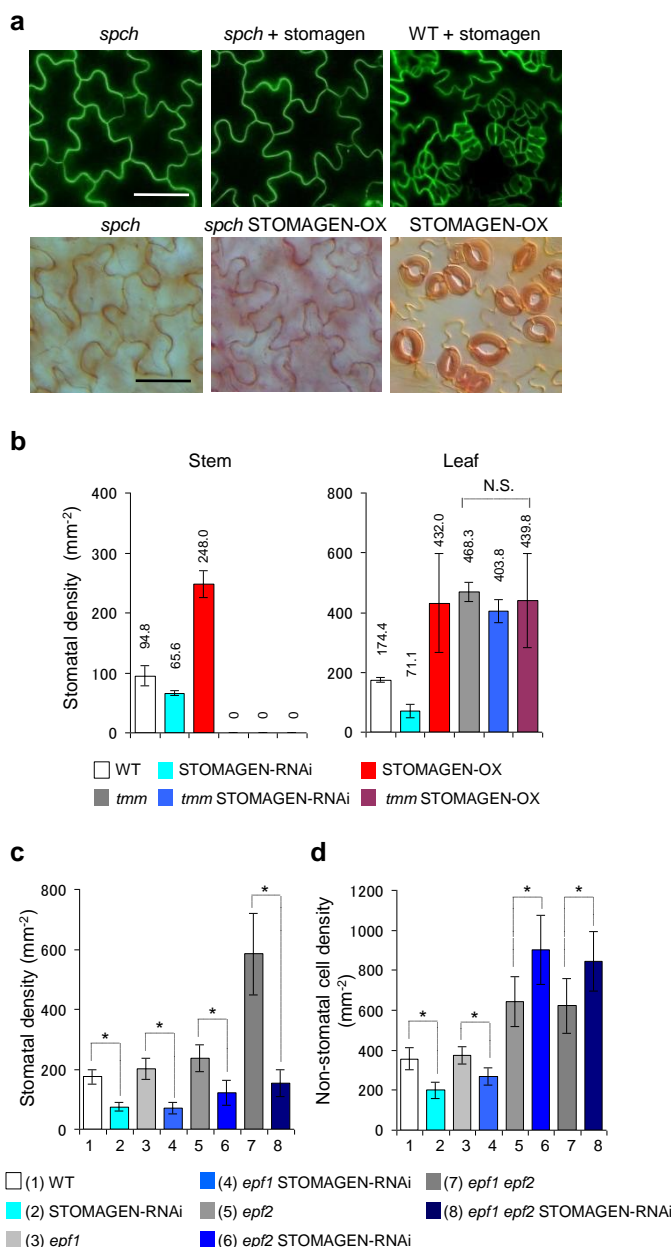 a
spch spch + stomagen WT + stomagen
spch spch STOMAGEN-OX STOMAGEN-OX
b
Stem Leaf
Stomatal density (mm-2)
400
300
200
100
0
94.8
65.6
248.0
0 0 0
800
600
400
200
0
174.4
71.1
432.0
468.3
403.8
439.8
N.S.
WT STOMAGEN-RNAi STOMAGEN-OX
tmm tmm STOMAGEN-RNAi tmm STOMAGEN-OX
c
Stomatal density (mm-2)
800
600
400
200
0
* * * *
1 2 3 4 5 6 7 8
d
Non-stomatal cell density
(mm-2)
1200
1000
800
600
400
200
0
* * * *
1 2 3 4 5 6 7 8
(1) WT (4) epf1 STOMAGEN-RNAi (7) epf1 epf2
(2) STOMAGEN-RNAi (5) epf2 (8) epf1 epf2 STOMAGEN-RNAi
(3) epf1 (6) epf2 STOMAGEN-RNAi